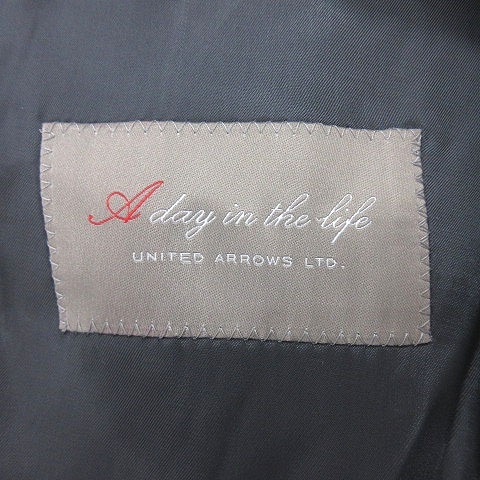 A day in the life
UNITED ARROWS LTD.